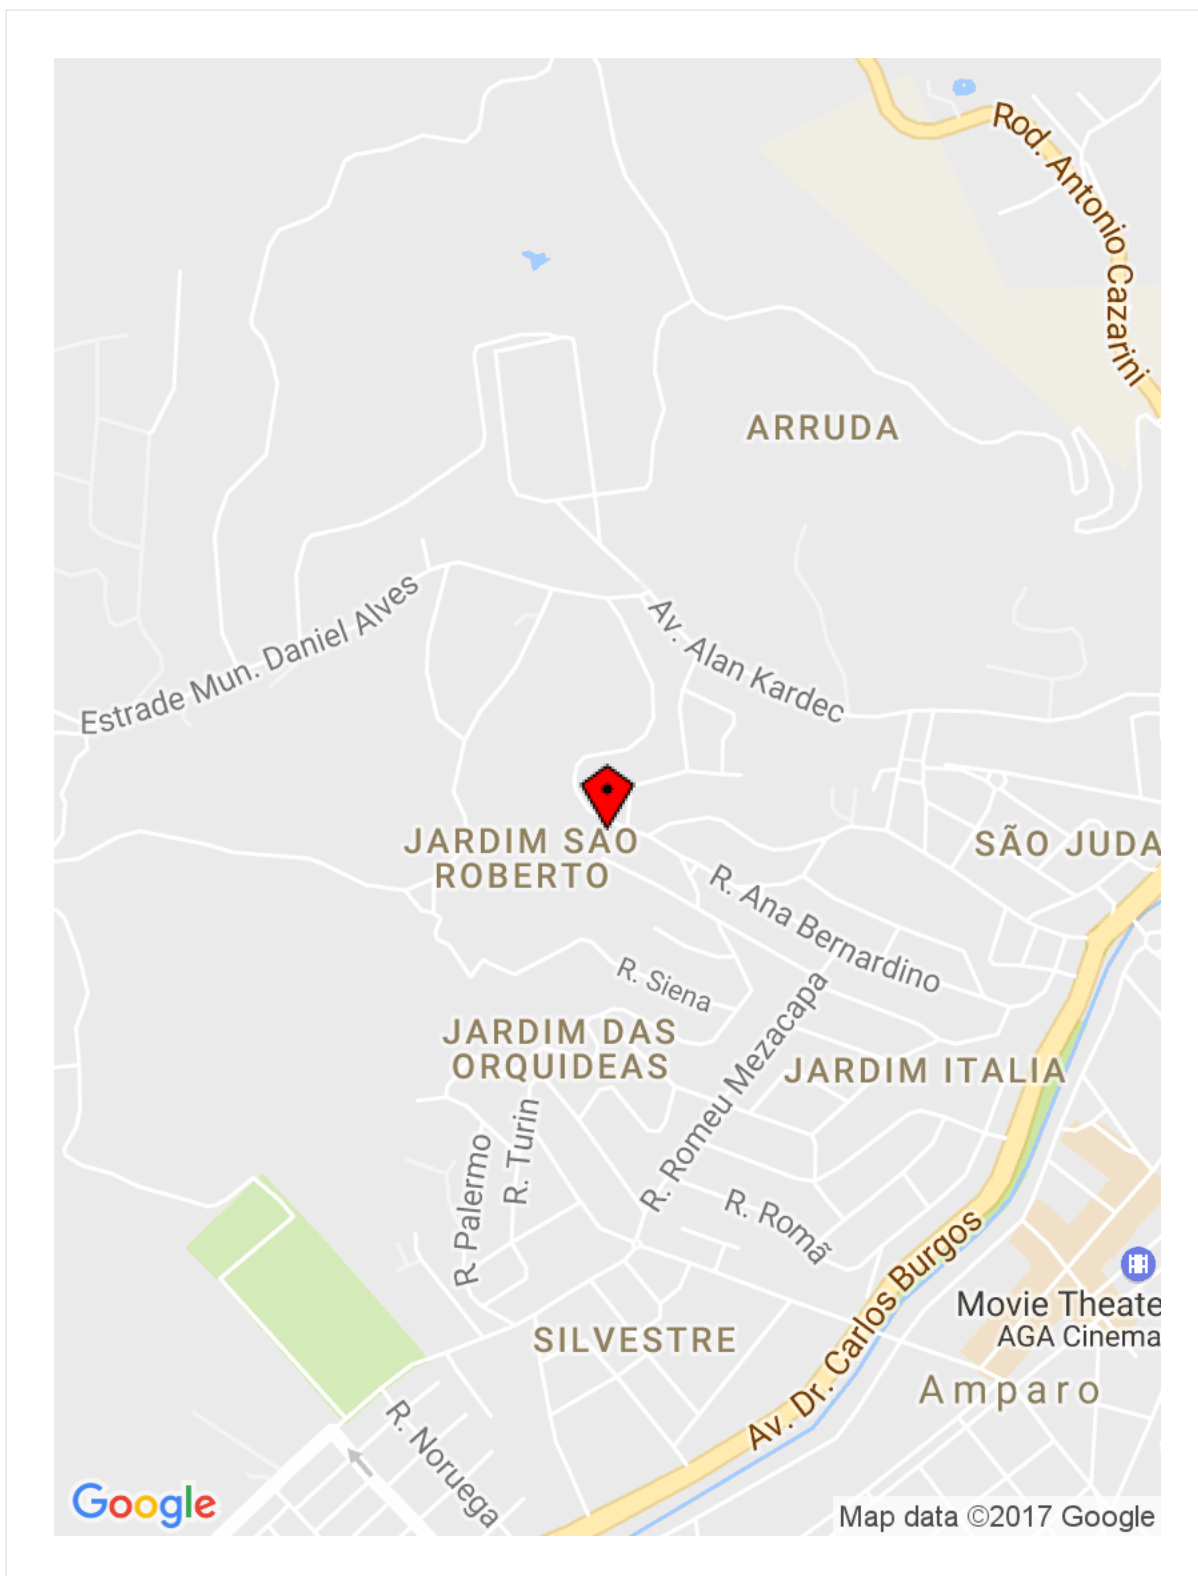 Rod. Antonio Cazarini
ARRUDA
Estrade Mun. Daniel Alves
Av. Alan Kardec
JARDIM SAO
ROBERTO
SÃO JUDA
R. Ana Bernardino
R. Siena
JARDIM DAS
ORQUIDEAS
R. Romeu Mezacapa
JARDIM ITALIA
R. Turin
R. Palermo
R. Romã
Av. Dr. Carlos Burgos
Movie Theate
AGA Cinema
SILVESTRE
Amparo
R. Noruega
Google
Map data ©2017 Google